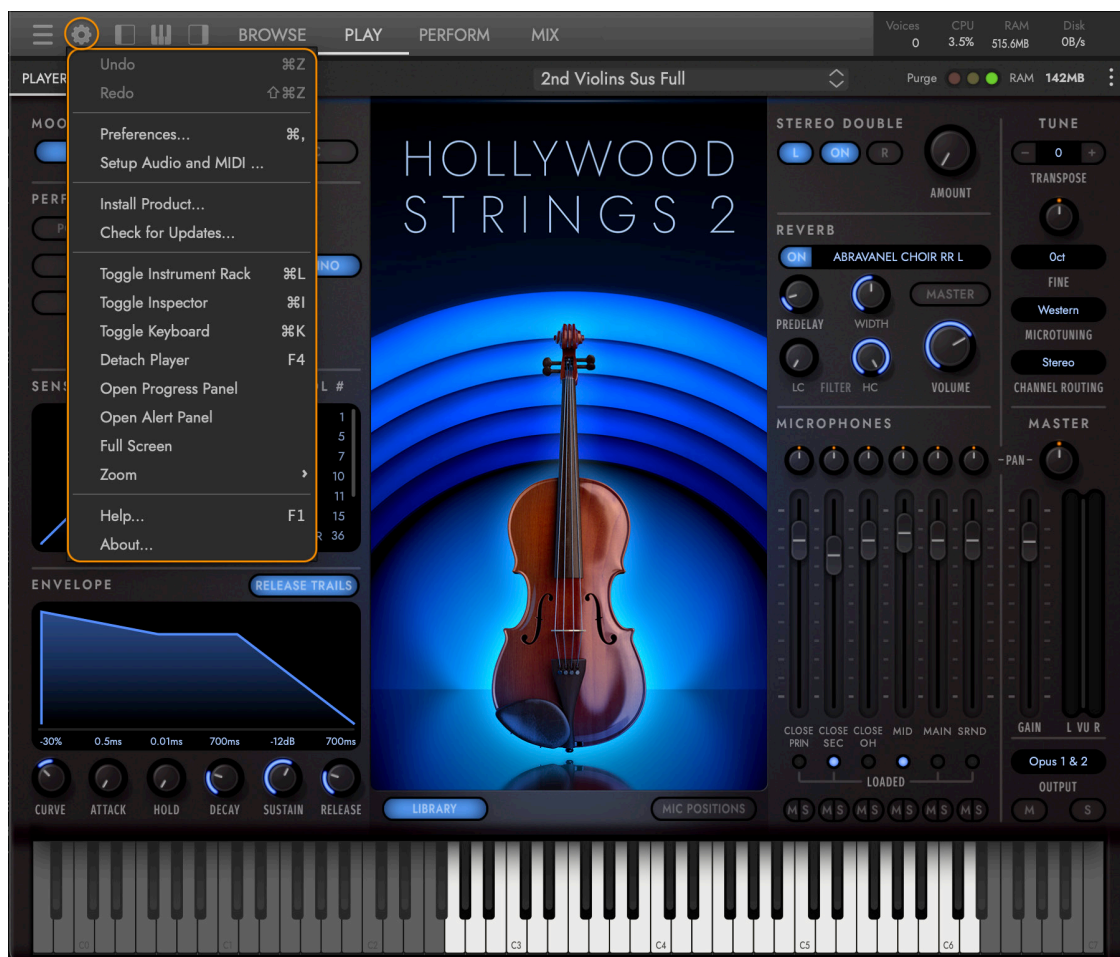 BROWSE PLAY PERFORM MIX
Voices CPU RAM Disk
0 3.5% 515.6MB 0B/s
PLAYER
2nd Violins Sus Full
Purge RAM 142MB
Undo ⌘Z
Redo ⇧⌘Z
Preferences... ⌘,
Setup Audio and MIDI ...
Install Product...
Check for Updates...
Toggle Instrument Rack ⌘L
Toggle Inspector ⌘I
Toggle Keyboard ⌘K
Detach Player F4
Open Progress Panel
Open Alert Panel
Full Screen
Zoom
Help... F1
About...
1
5
7
10
11
15
36
ENVELOPE RELEASE TRAILS
-30% 0.5ms 0.01ms 700ms -12dB 700ms
CURVE ATTACK HOLD DECAY SUSTAIN RELEASE
HOLLYWOOD
STRINGS 2
LIBRARY MIC POSITIONS
STEREO DOUBLE
L ON R
AMOUNT
REVERB
ON ABRAVANEL CHOIR RR L
MASTER
PREDELAY WIDTH
LC FILTER HC VOLUME
TUNE
- 0 +
TRANSPOSE
0ct
FINE
Western
MICROTUNING
Stereo
CHANNEL ROUTING
MICROPHONES MASTER
-PAN-
CLOSE PRIN CLOSE SEC CLOSE OH MID MAIN SRND
LOADED
M S M S M S M S M S M S
GAIN L VU R
Opus 1 & 2
OUTPUT
M S
C0 C1 C2 C3 C4 C5 C6 C7